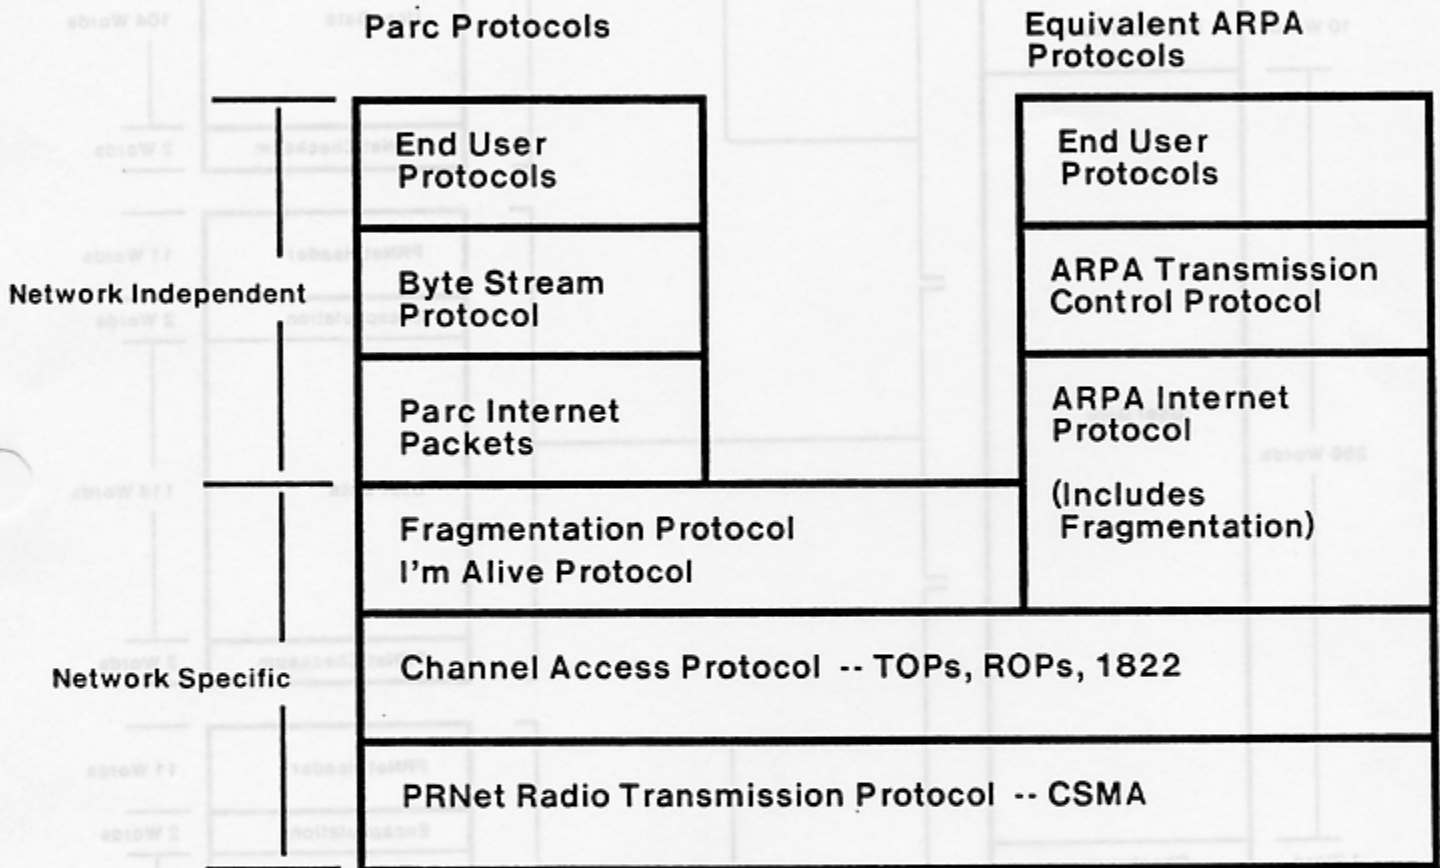 Parc Protocols
Equivalent ARPA
Protocols
End User
Protocols
End User
Protocols
Network Independent
Byte Stream
Protocol
ARPA Transmission
Control Protocol
Parc Internet
Packets
ARPA Internet
Protocol
(Includes
Fragmentation)
Fragmentation Protocol
I'm Alive Protocol
Network Specific
Channel Access Protocol -- TOPs, ROPs, 1822
PRNet Radio Transmission Protocol -- CSMA